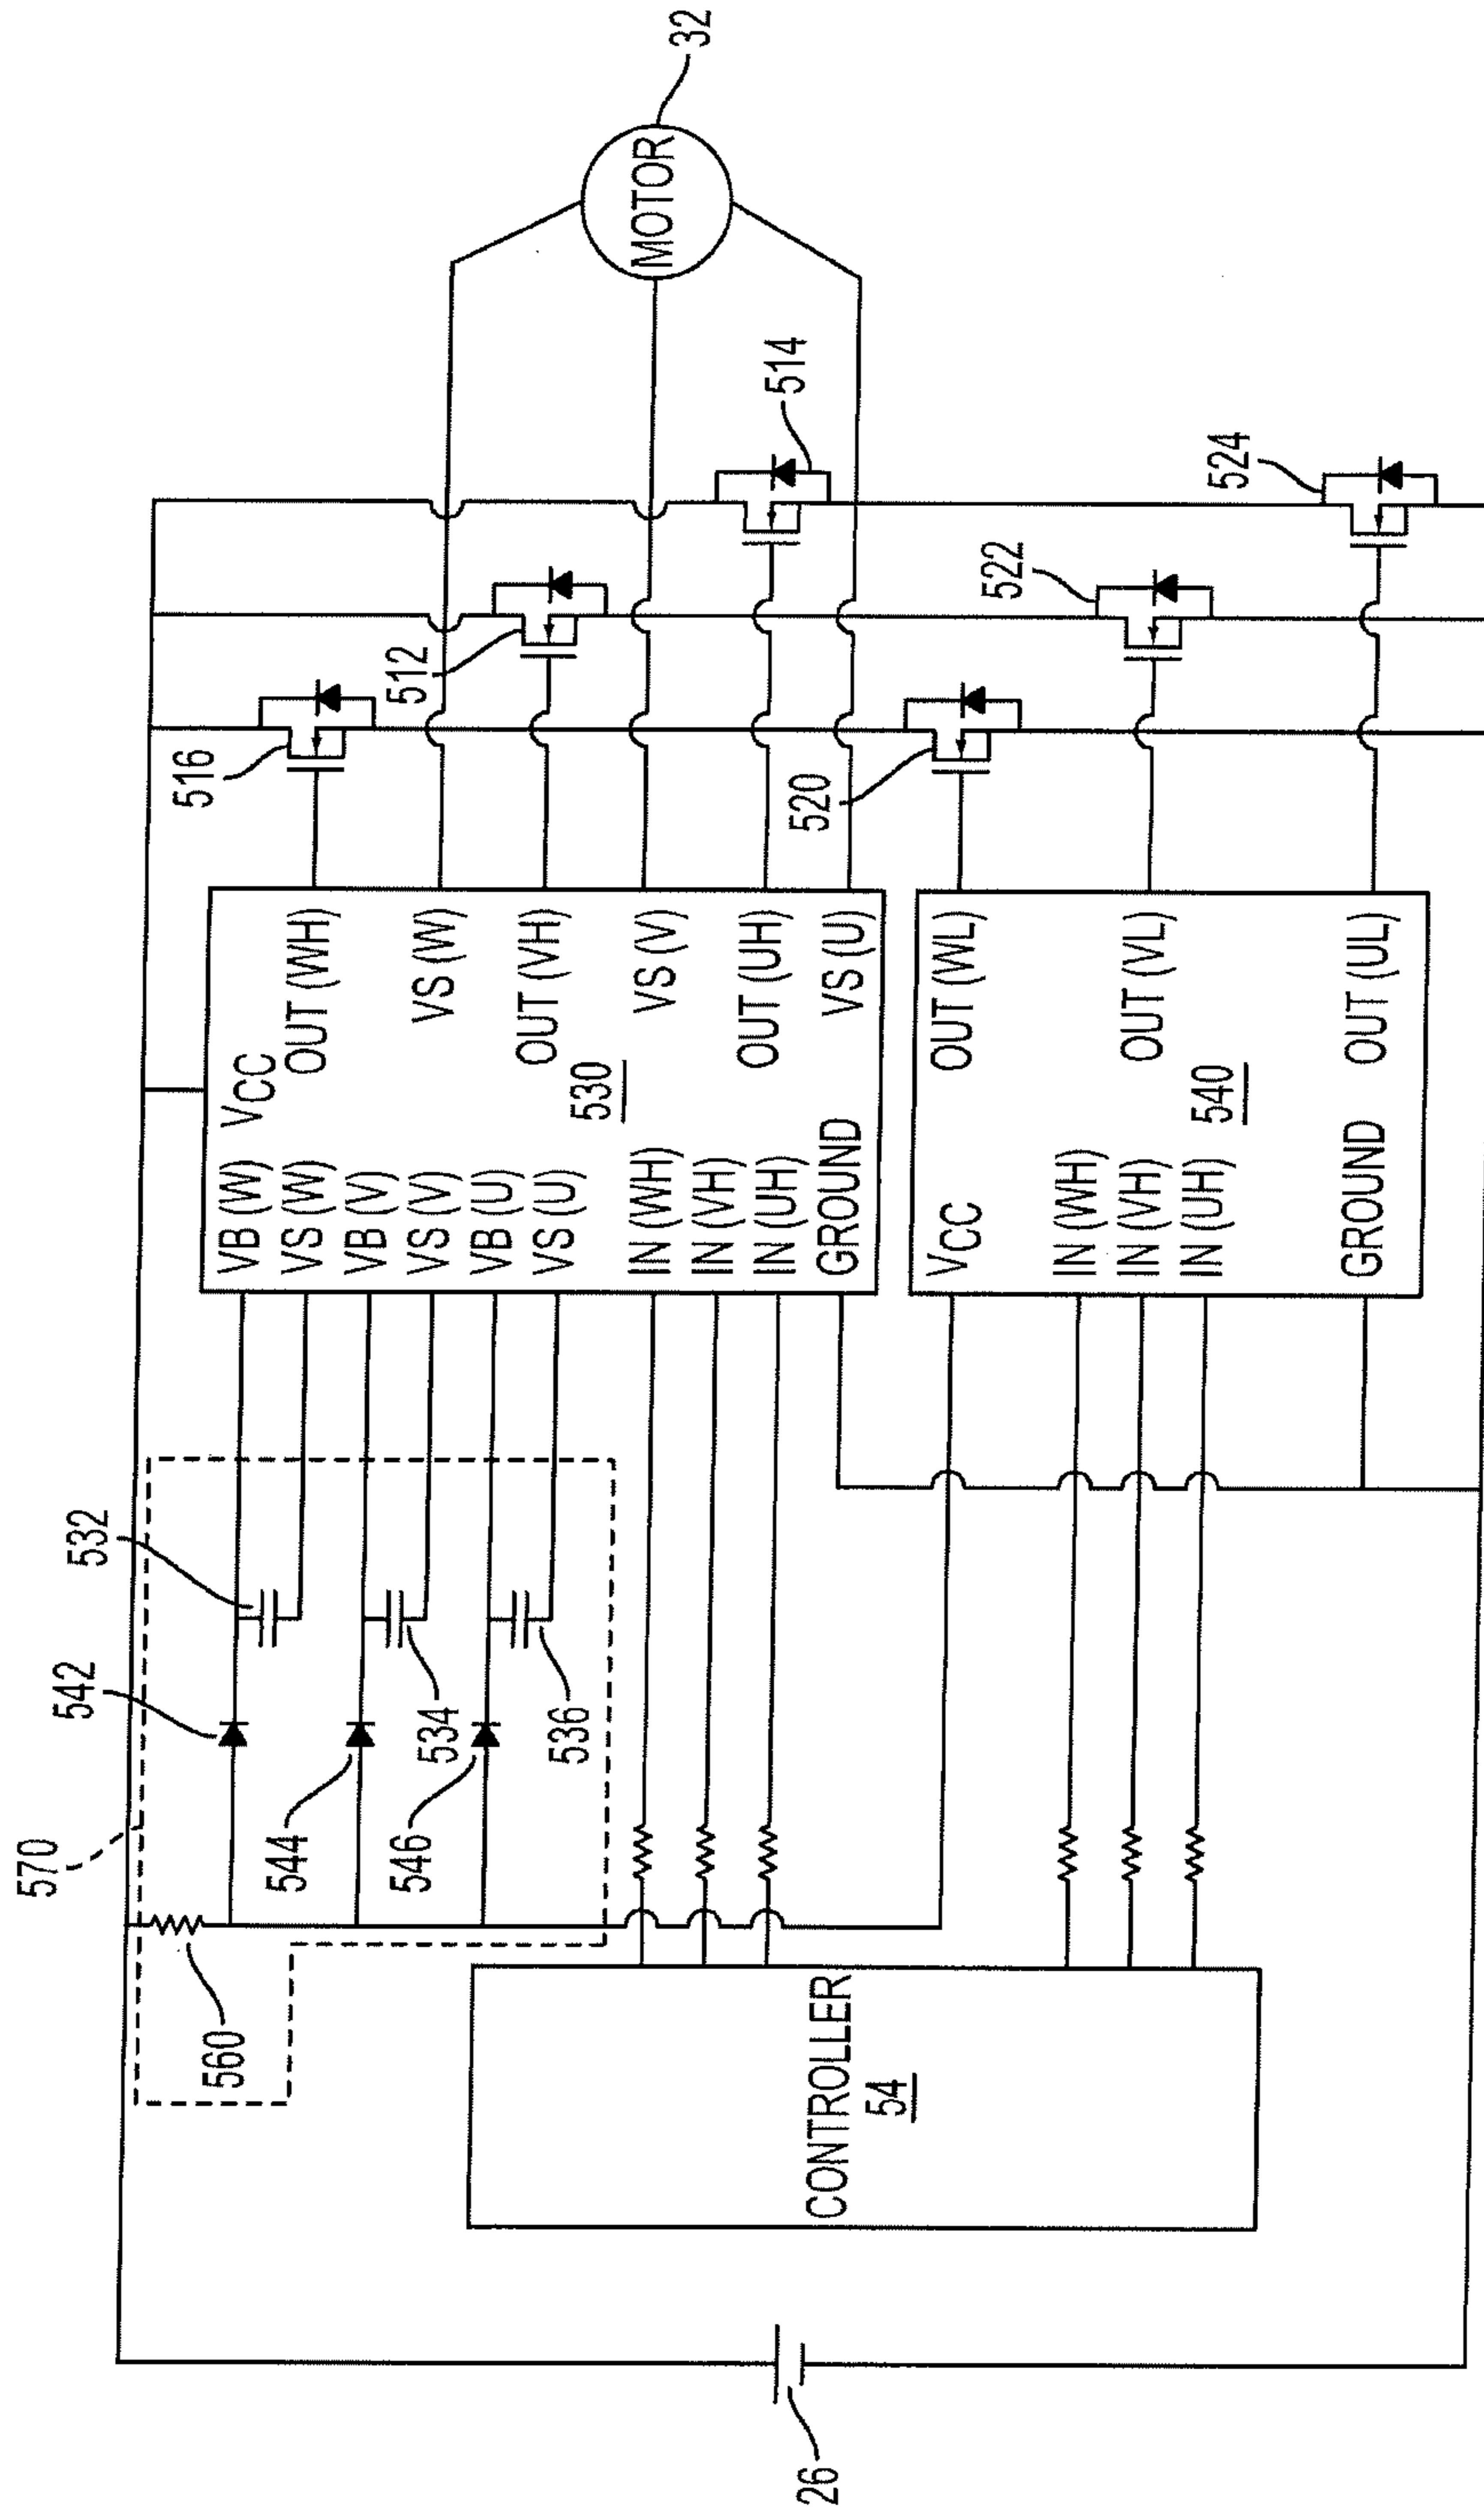 570
542
532
560
544
534
546
536
26
CONTROLLER
54
VB (W)
VS (W)
VB (V)
VS (V)
VB (U)
VS (U)
IN (WH)
IN (VH)
IN (UH)
GROUND
VCC
530
OUT (WH)
VS (W)
OUT (VH)
VS (V)
OUT (UH)
VS (U)
VCC
IN (WH)
IN (VH)
IN (UH)
GROUND
540
OUT (WL)
OUT (VL)
OUT (UL)
516
512
514
520
522
524
MOTOR
32